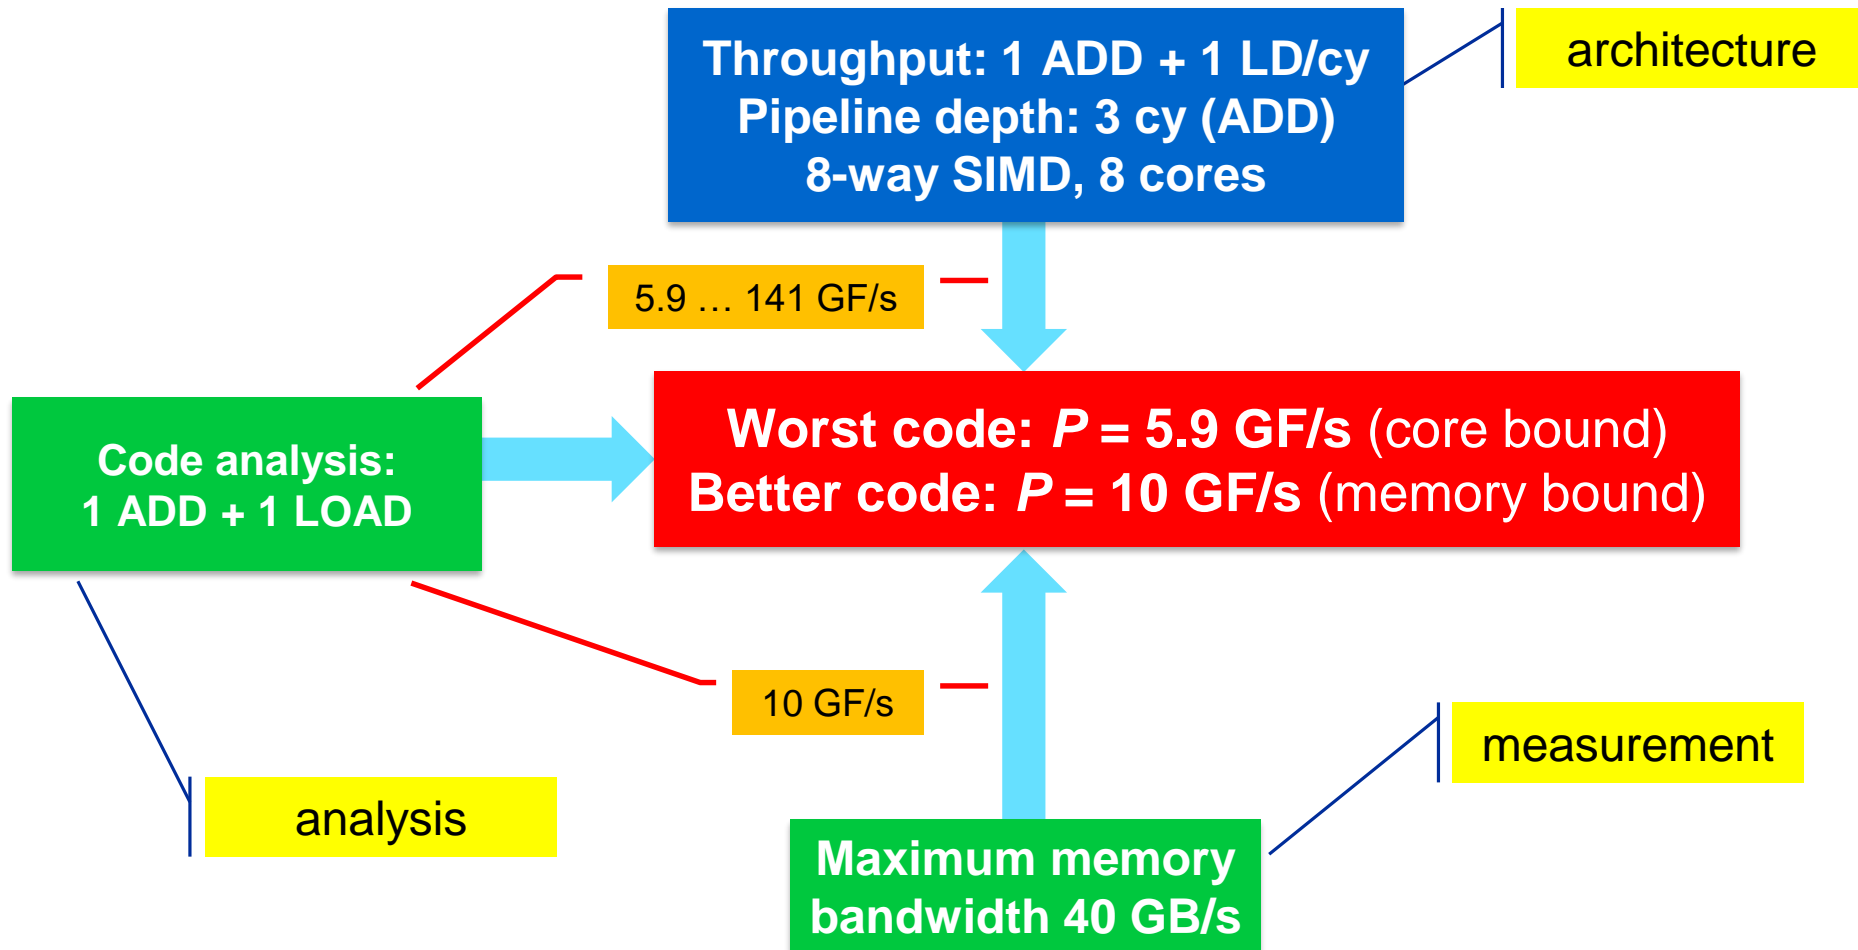 Throughput: 1 ADD + 1 LD/cy
Pipeline depth: 3 cy (ADD)
8-way SIMD, 8 cores
architecture
5.9 … 141 GF/s
Code analysis:
1 ADD + 1 LOAD
Worst code: P = 5.9 GF/s (core bound)
Better code: P = 10 GF/s (memory bound)
10 GF/s
measurement
analysis
Maximum memory
bandwidth 40 GB/s